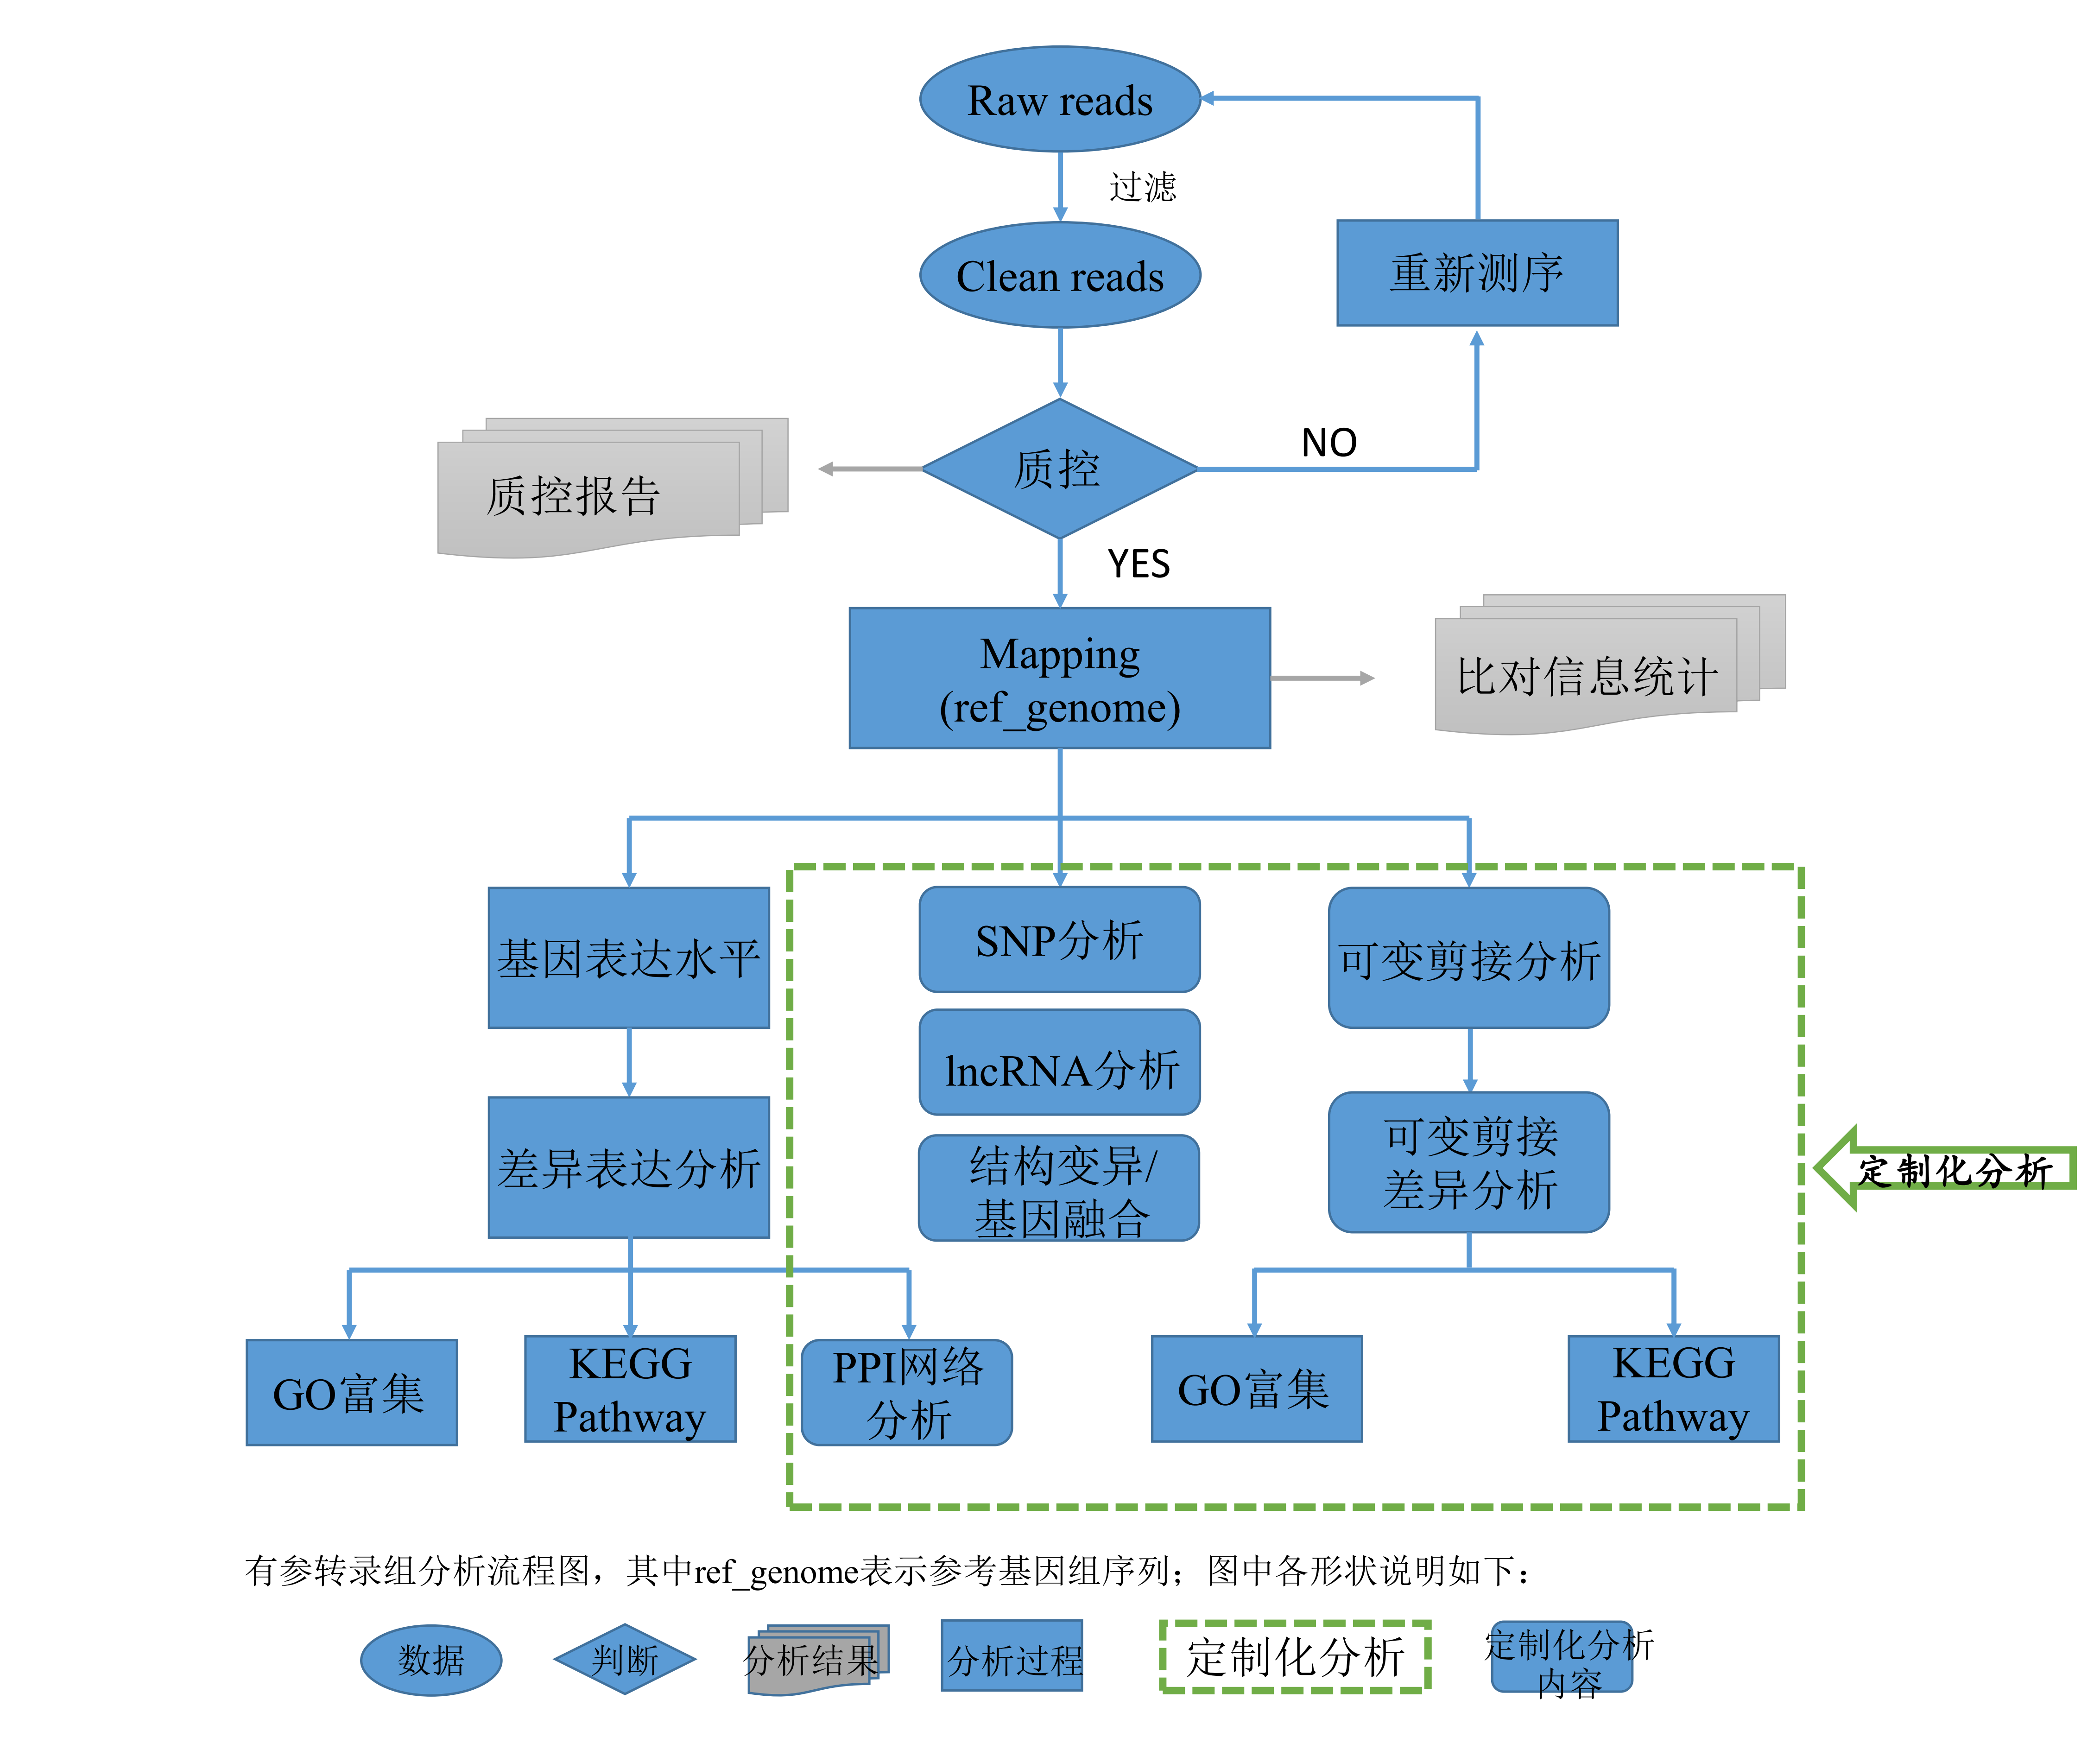 Raw reads
过滤
Clean reads
重新测序
质控
NO
质控报告
YES
Mapping
(ref_genome)
比对信息统计
基因表达水平
SNP分析
可变剪接分析
lncRNA分析
差异表达分析
结构变异/
基因融合
可变剪接
差异分析
定制化分析
GO富集
KEGG
Pathway
PPI网络
分析
GO富集
KEGG
Pathway
有参转录组分析流程图，其中ref_genome表示参考基因组序列；图中各形状说明如下：
数据
判断
分析结果
分析过程
定制化分析
定制化分析
内容